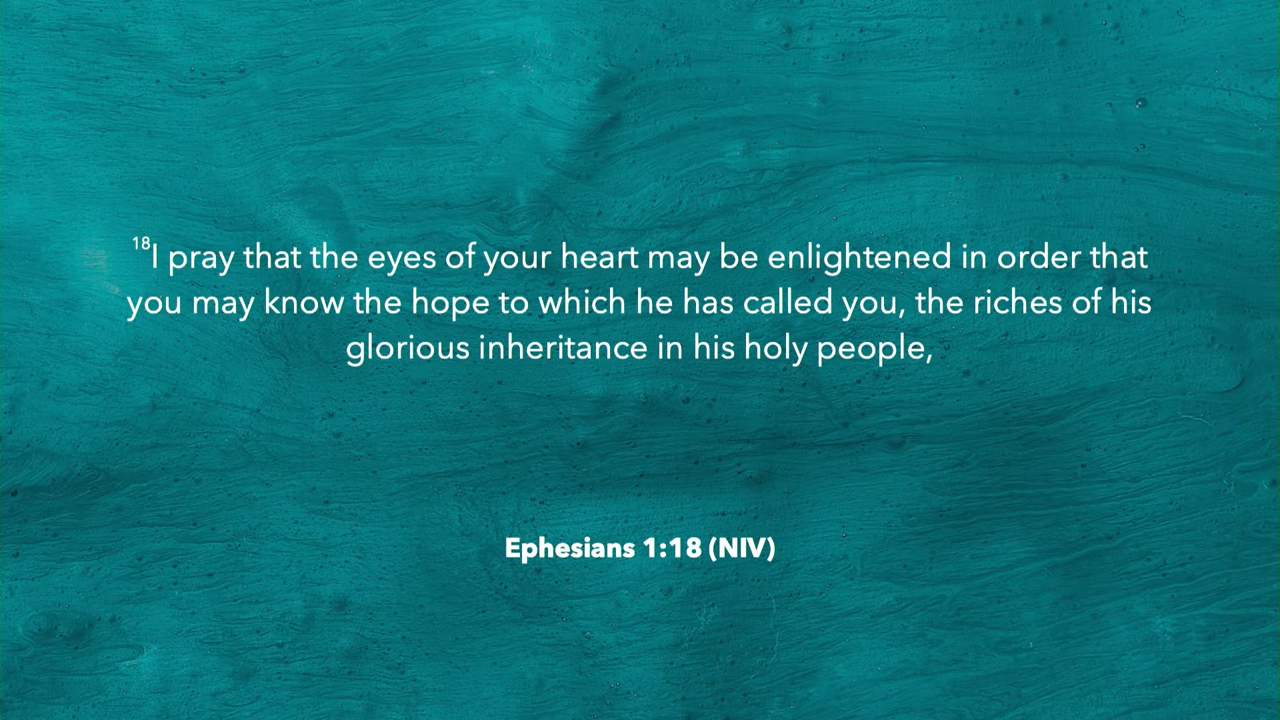 18I pray that the eyes of your heart may be enlightened in order that
you may know the hope to which he has called you, the riches of his
glorious inheritance in his holy people,
Ephesians 1:18 (NIV)